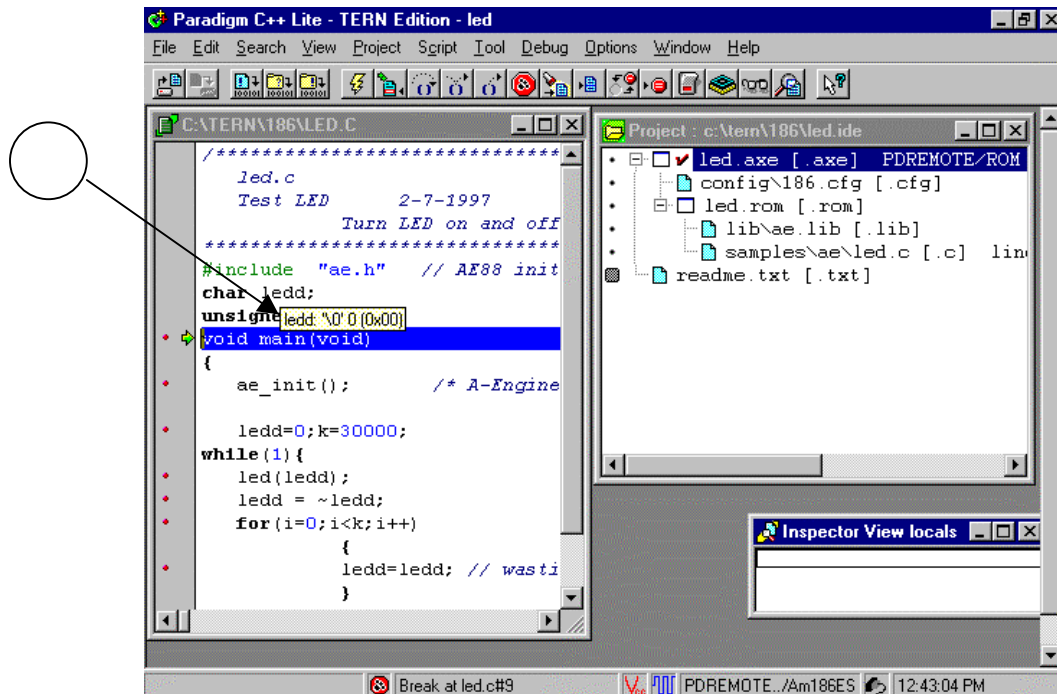 Paradigm C++ Lite - TERN Edition - led
File Edit Search View Project Script Tool Debug Options Window Help
C:\TERN\186\LED.C
/******************************
led.c
Test LED 2-7-1997
Turn LED on and off
*******************************
#include "ae.h" // AE88 init
char ledd;
unsigne
ledd: '\0' 0 (0x00)
void main(void)
{
ae_init(); /* A-Engine
ledd=0;k=30000;
while(1){
led(ledd);
ledd = ~ledd;
for(i=0;i<k;i++)
{
ledd=ledd; // wasti
}
Project : c:\tern\186\led.ide
led.axe [.axe] PDREMOTE/ROM
config\186.cfg [.cfg]
led.rom [.rom]
lib\ae.lib [.lib]
samples\ae\led.c [.c] lin
readme.txt [.txt]
Inspector View locals
Break at led.c#9
Vcc
PDREMOTE../Am186ES
12:43:04 PM